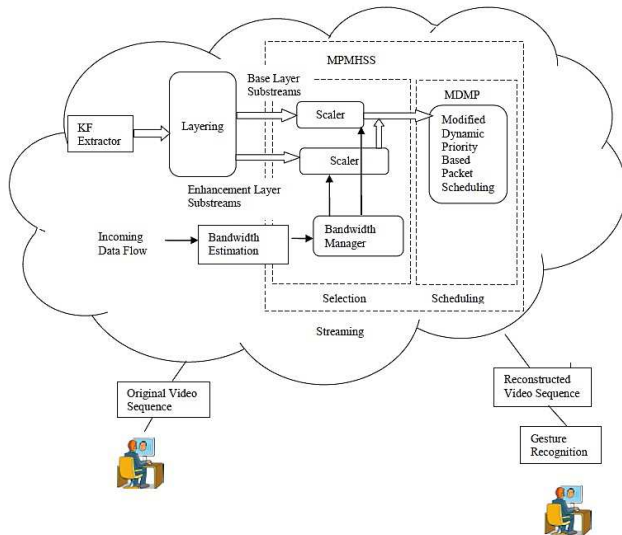 MPMHSS
Base Layer
Substreams
MDMP
KF
Extractor
Layering
Scaler
Scaler
Modified
Dynamic
Priority
Based
Packet
Scheduling
Enhancement Layer
Substreams
Incoming
Data Flow
Bandwidth
Estimation
Bandwidth
Manager
Selection
Scheduling
Streaming
Original Video
Sequence
Reconstructed
Video Sequence
Gesture
Recognition